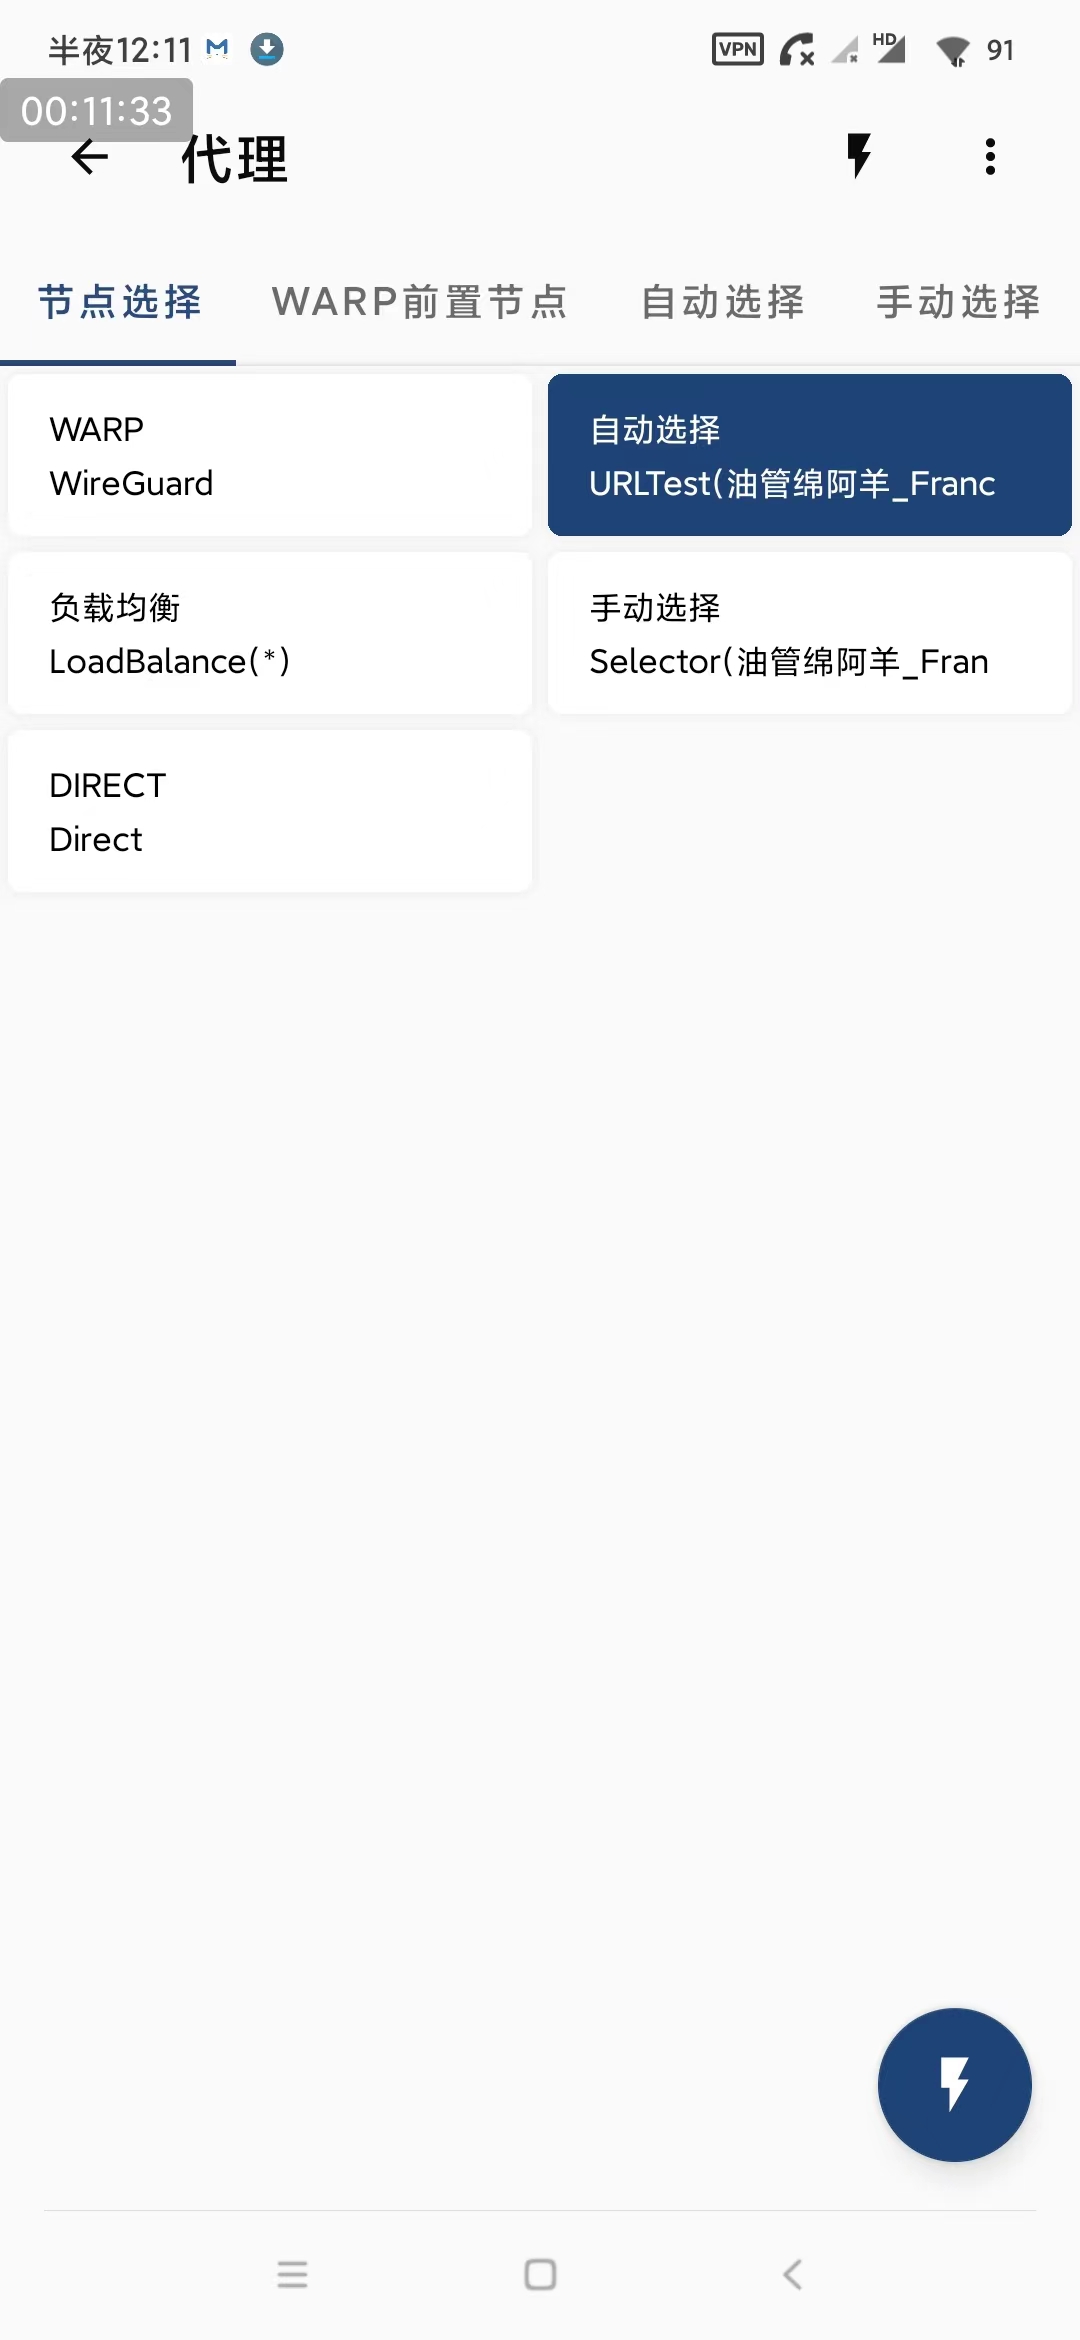 半夜12:11
VPN
HD
91
00:11:33
代理
节点选择
WARP前置节点
自动选择
手动选择
WARP
WireGuard
自动选择
URLTest(油管绵阿羊_Franc
负载均衡
LoadBalance(*)
手动选择
Selector(油管绵阿羊_Fran
DIRECT
Direct